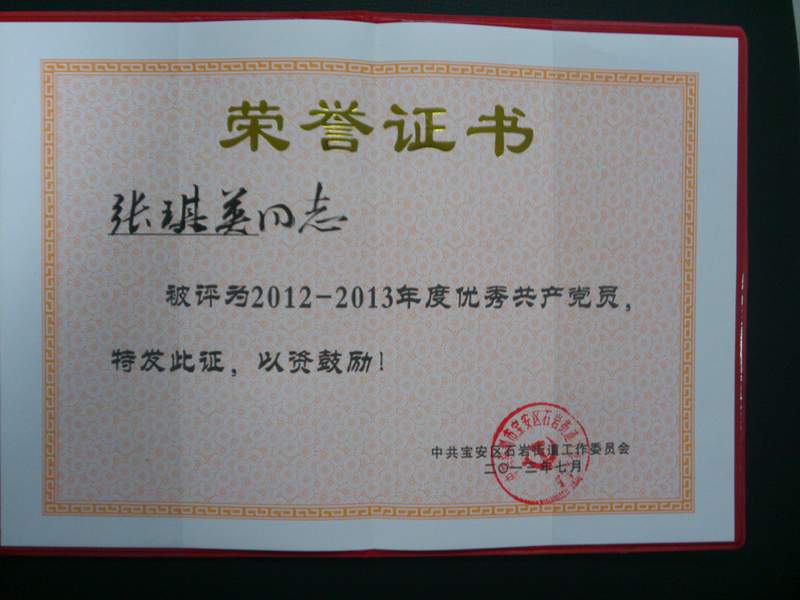 荣誉证书
张琪英同志
被评为2012-2013年度优秀共产党员，
特发此证，以资鼓励！
中共宝安区石岩街道工作委员会
二〇一三年七月